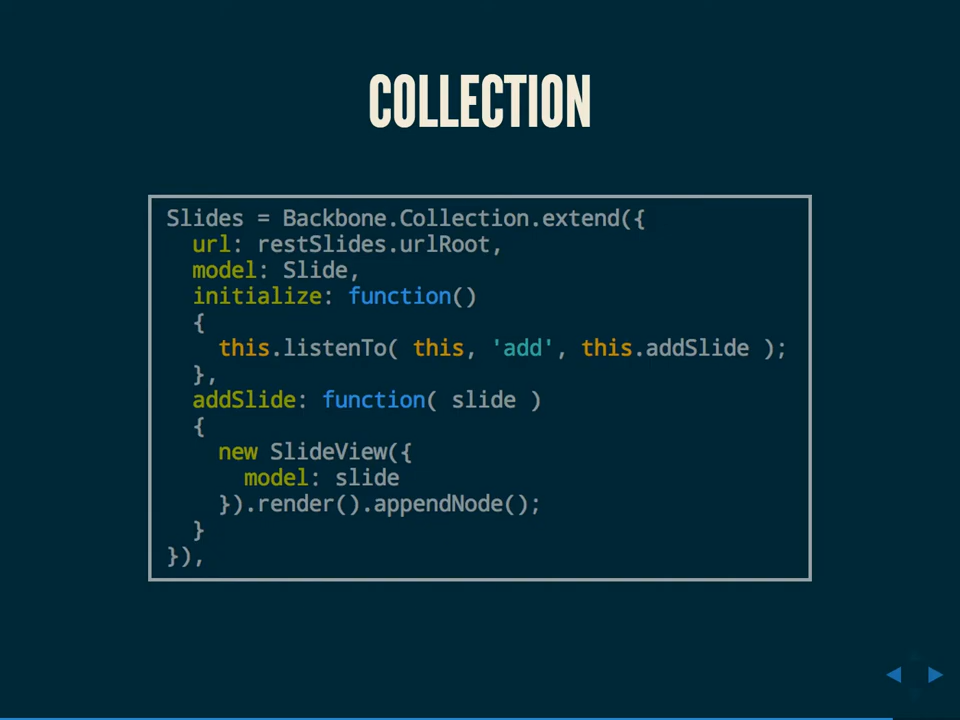 COLLECTION
Slides = Backbone.Collection.extend({
  url: restSlides.urlRoot,
  model: Slide,
  initialize: function()
  {
    this.listenTo( this, 'add', this.addSlide );
  },
  addSlide: function( slide )
  {
    new SlideView({
      model: slide
    }).render().appendNode();
  }
}),